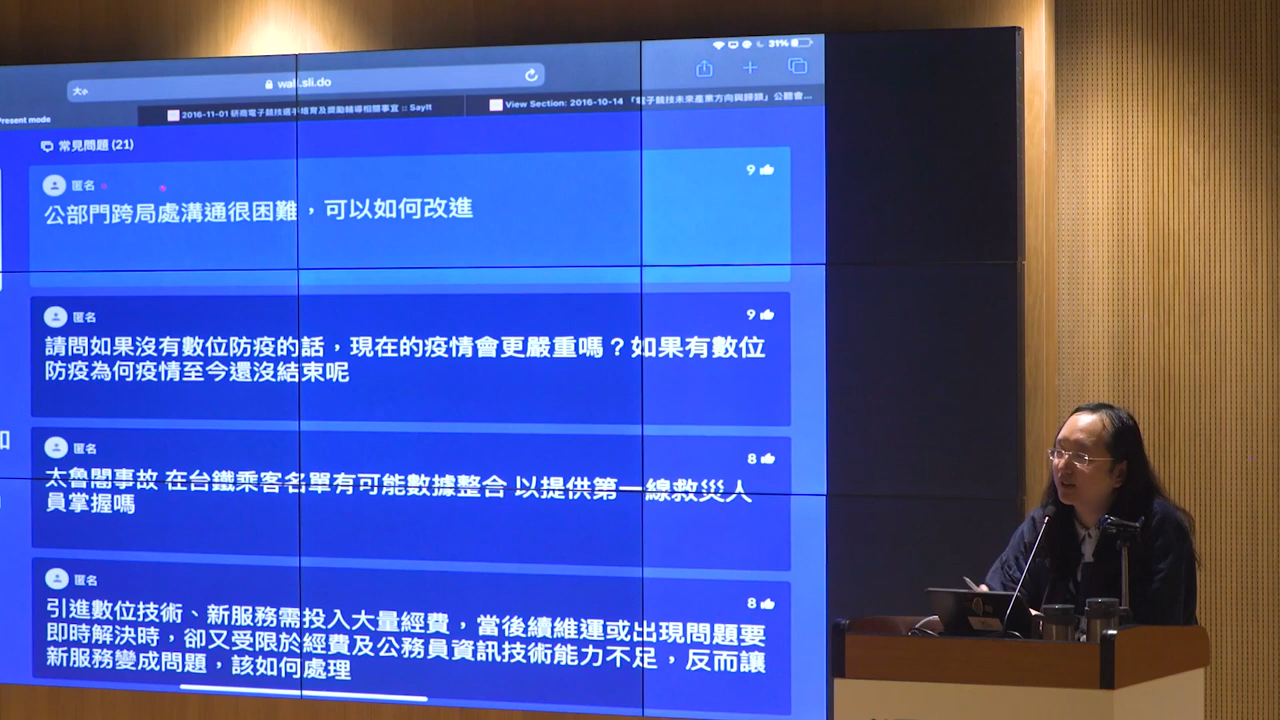 31%
大小
wall.sli.do
Present mode
2016-11-01 研商電子競技選手培育及獎勵輔導相關事宜 :: SayIt
View Section: 2016-10-14 「電子競技未來產業方向與歸類」公聽會...
常見問題 (21)
匿名
9
公部門跨局處溝通很困難，可以如何改進
匿名
9
請問如果沒有數位防疫的話，現在的疫情會更嚴重嗎？如果有數位
防疫為何疫情至今還沒結束呢
匿名
8
太魯閣事故 在台鐵乘客名單有可能數據整合 以提供第一線救災人
員掌握嗎
匿名
8
引進數位技術、新服務需投入大量經費，當後續維運或出現問題要
即時解決時，卻又受限於經費及公務員資訊技術能力不足，反而讓
新服務變成問題，該如何處理